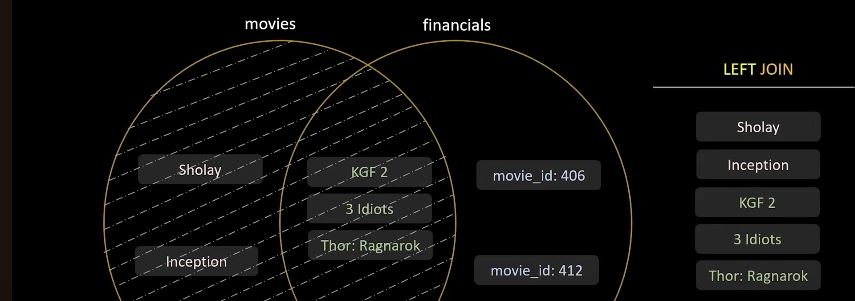 movies
financials
LEFT JOIN
Sholay
Sholay
KGF 2
movie_id: 406
Inception
3 Idiots
KGF 2
Thor: Ragnarok
3 Idiots
Inception
movie_id: 412
Thor: Ragnarok